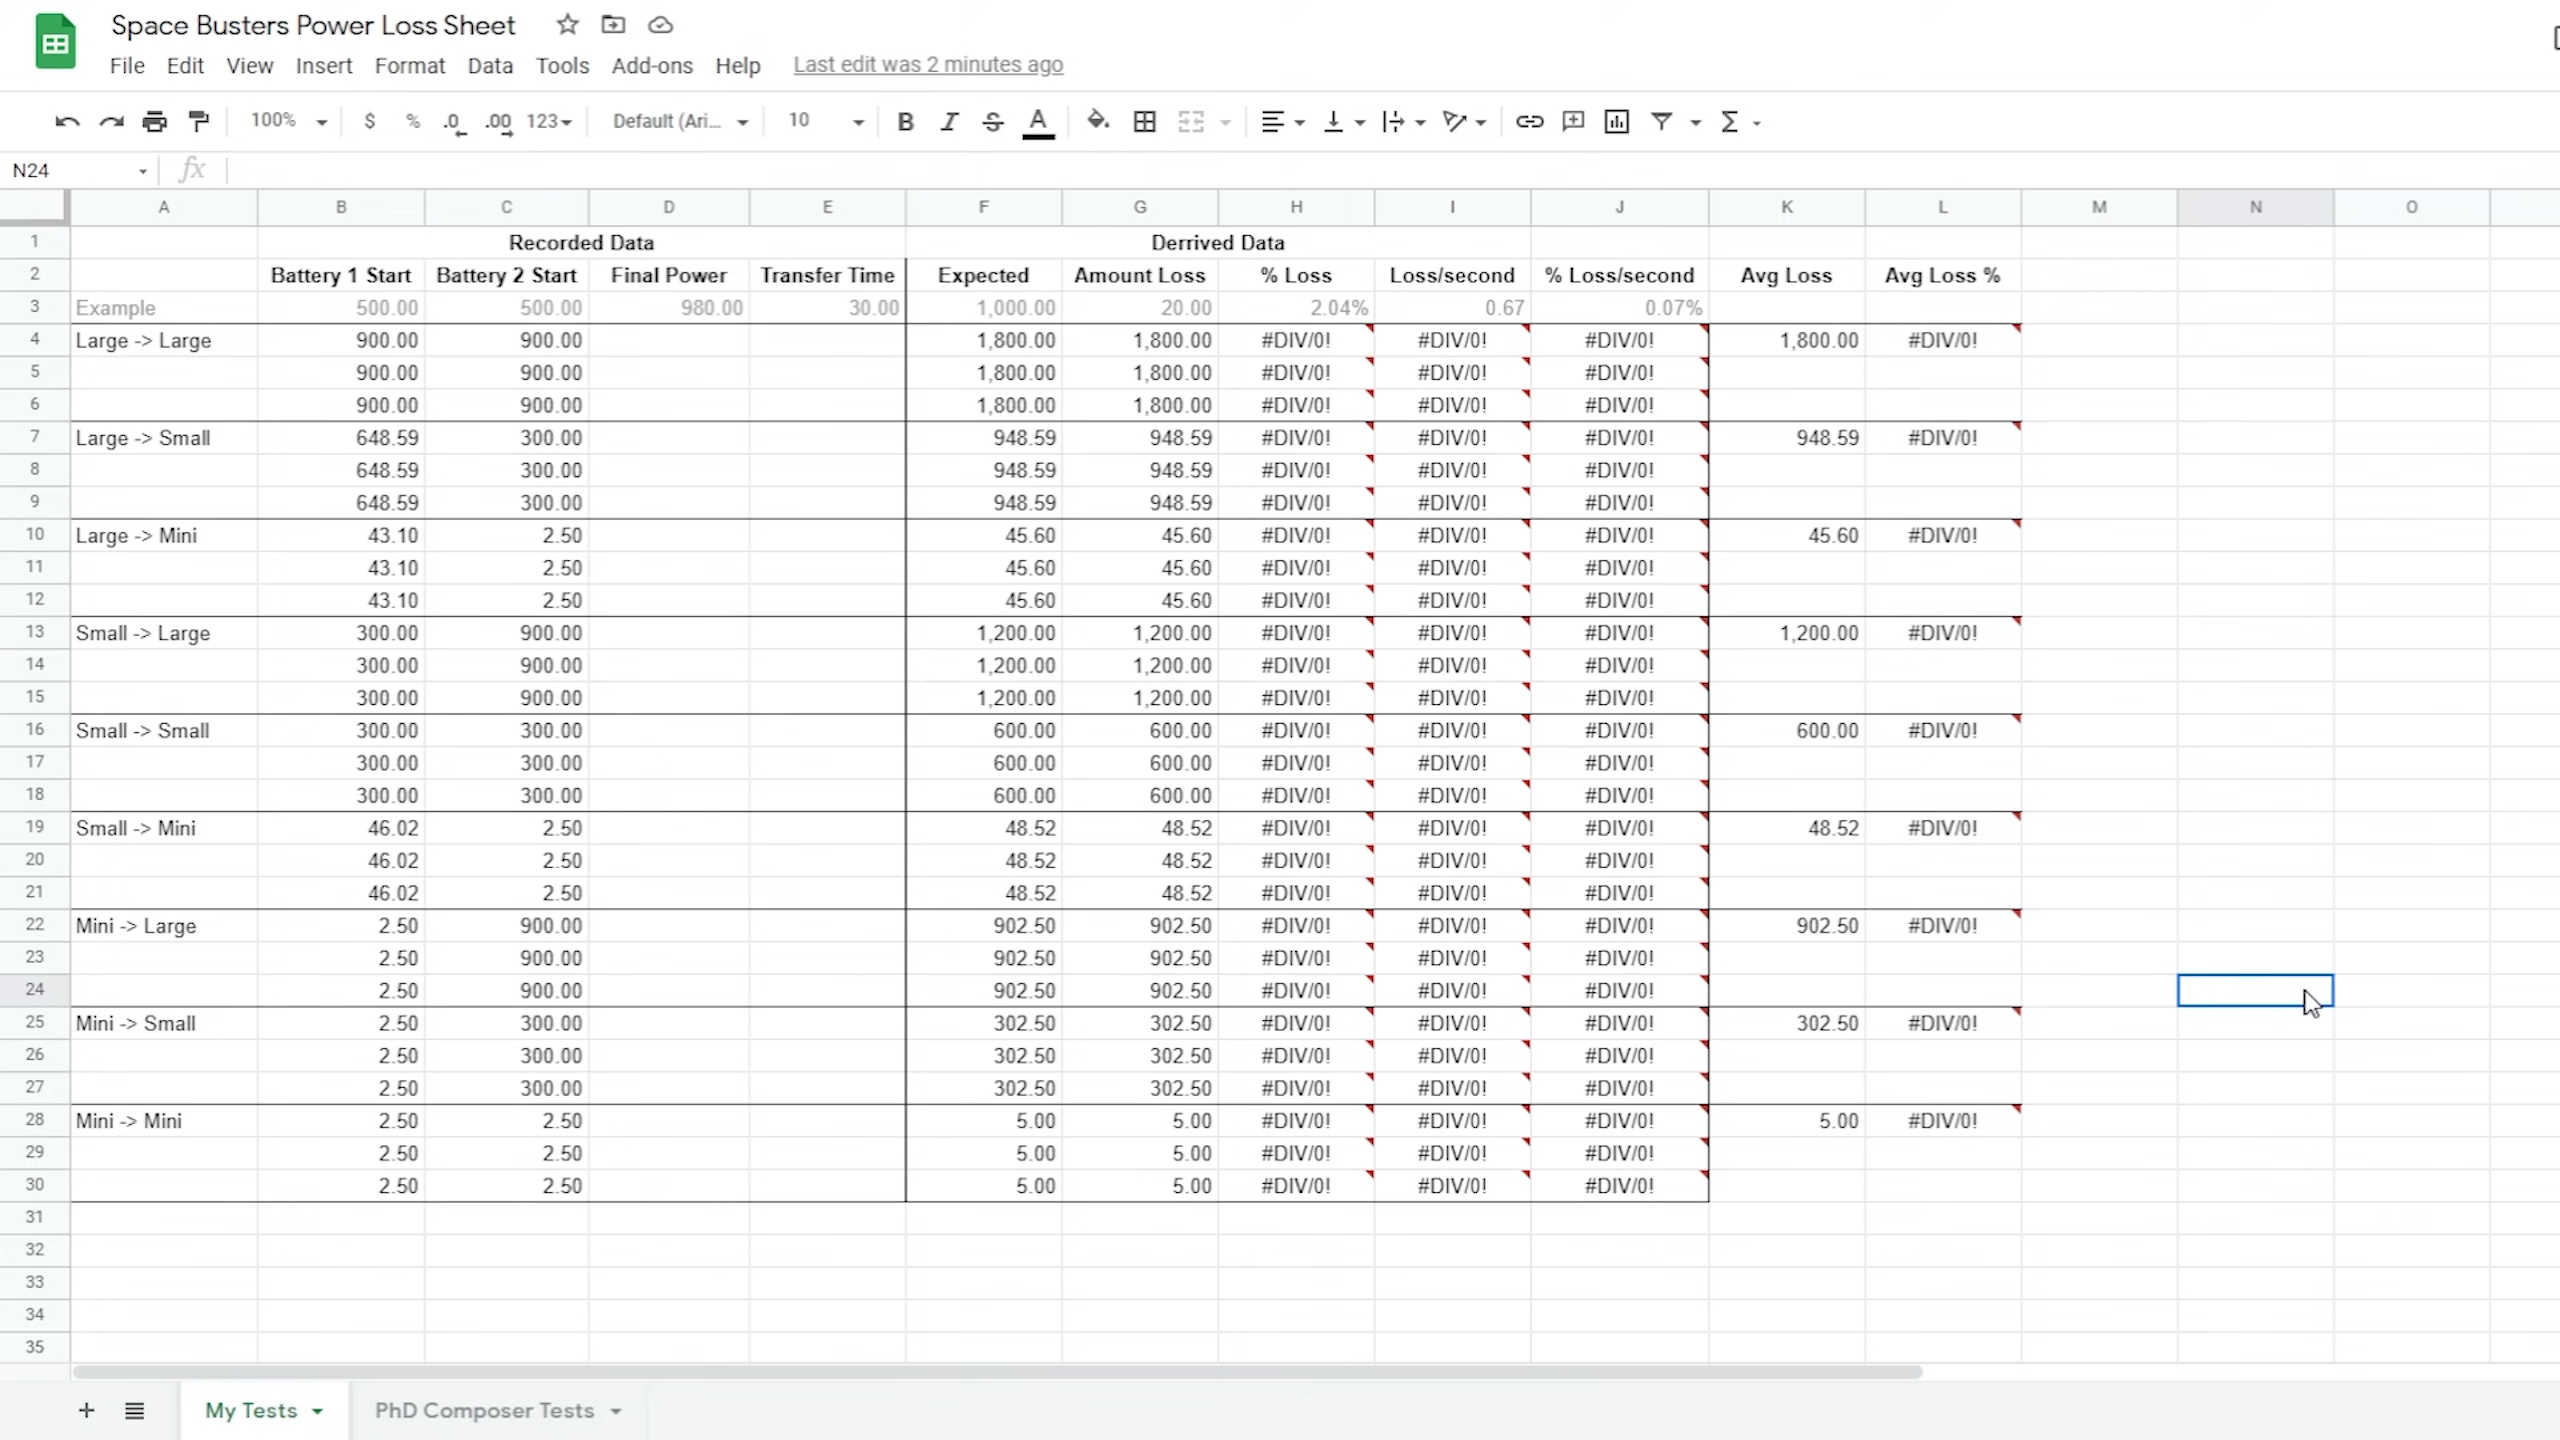 Space Busters Power Loss Sheet
File Edit View Insert Format Data Tools Add-ons Help Last edit was 2 minutes ago
100% $ % .0 .00 123 Default (Ari... 10 B I S A Σ
N24 fx
A B C D E F G H I J K L M N O
1 Recorded Data Derrived Data
2 Battery 1 Start Battery 2 Start Final Power Transfer Time Expected Amount Loss % Loss Loss/second % Loss/second Avg Loss Avg Loss %
3 Example 500.00 500.00 980.00 30.00 1,000.00 20.00 2.04% 0.67 0.07%
4 Large -> Large 900.00 900.00 1,800.00 1,800.00 #DIV/0! #DIV/0! #DIV/0! 1,800.00 #DIV/0!
5 900.00 900.00 1,800.00 1,800.00 #DIV/0! #DIV/0! #DIV/0!
6 900.00 900.00 1,800.00 1,800.00 #DIV/0! #DIV/0! #DIV/0!
7 Large -> Small 648.59 300.00 948.59 948.59 #DIV/0! #DIV/0! #DIV/0! 948.59 #DIV/0!
8 648.59 300.00 948.59 948.59 #DIV/0! #DIV/0! #DIV/0!
9 648.59 300.00 948.59 948.59 #DIV/0! #DIV/0! #DIV/0!
10 Large -> Mini 43.10 2.50 45.60 45.60 #DIV/0! #DIV/0! #DIV/0! 45.60 #DIV/0!
11 43.10 2.50 45.60 45.60 #DIV/0! #DIV/0! #DIV/0!
12 43.10 2.50 45.60 45.60 #DIV/0! #DIV/0! #DIV/0!
13 Small -> Large 300.00 900.00 1,200.00 1,200.00 #DIV/0! #DIV/0! #DIV/0! 1,200.00 #DIV/0!
14 300.00 900.00 1,200.00 1,200.00 #DIV/0! #DIV/0! #DIV/0!
15 300.00 900.00 1,200.00 1,200.00 #DIV/0! #DIV/0! #DIV/0!
16 Small -> Small 300.00 300.00 600.00 600.00 #DIV/0! #DIV/0! #DIV/0! 600.00 #DIV/0!
17 300.00 300.00 600.00 600.00 #DIV/0! #DIV/0! #DIV/0!
18 300.00 300.00 600.00 600.00 #DIV/0! #DIV/0! #DIV/0!
19 Small -> Mini 46.02 2.50 48.52 48.52 #DIV/0! #DIV/0! #DIV/0! 48.52 #DIV/0!
20 46.02 2.50 48.52 48.52 #DIV/0! #DIV/0! #DIV/0!
21 46.02 2.50 48.52 48.52 #DIV/0! #DIV/0! #DIV/0!
22 Mini -> Large 2.50 900.00 902.50 902.50 #DIV/0! #DIV/0! #DIV/0! 902.50 #DIV/0!
23 2.50 900.00 902.50 902.50 #DIV/0! #DIV/0! #DIV/0!
24 2.50 900.00 902.50 902.50 #DIV/0! #DIV/0! #DIV/0!
25 Mini -> Small 2.50 300.00 302.50 302.50 #DIV/0! #DIV/0! #DIV/0! 302.50 #DIV/0!
26 2.50 300.00 302.50 302.50 #DIV/0! #DIV/0! #DIV/0!
27 2.50 300.00 302.50 302.50 #DIV/0! #DIV/0! #DIV/0!
28 Mini -> Mini 2.50 2.50 5.00 5.00 #DIV/0! #DIV/0! #DIV/0! 5.00 #DIV/0!
29 2.50 2.50 5.00 5.00 #DIV/0! #DIV/0! #DIV/0!
30 2.50 2.50 5.00 5.00 #DIV/0! #DIV/0! #DIV/0!
31
32
33
34
35
My Tests PhD Composer Tests